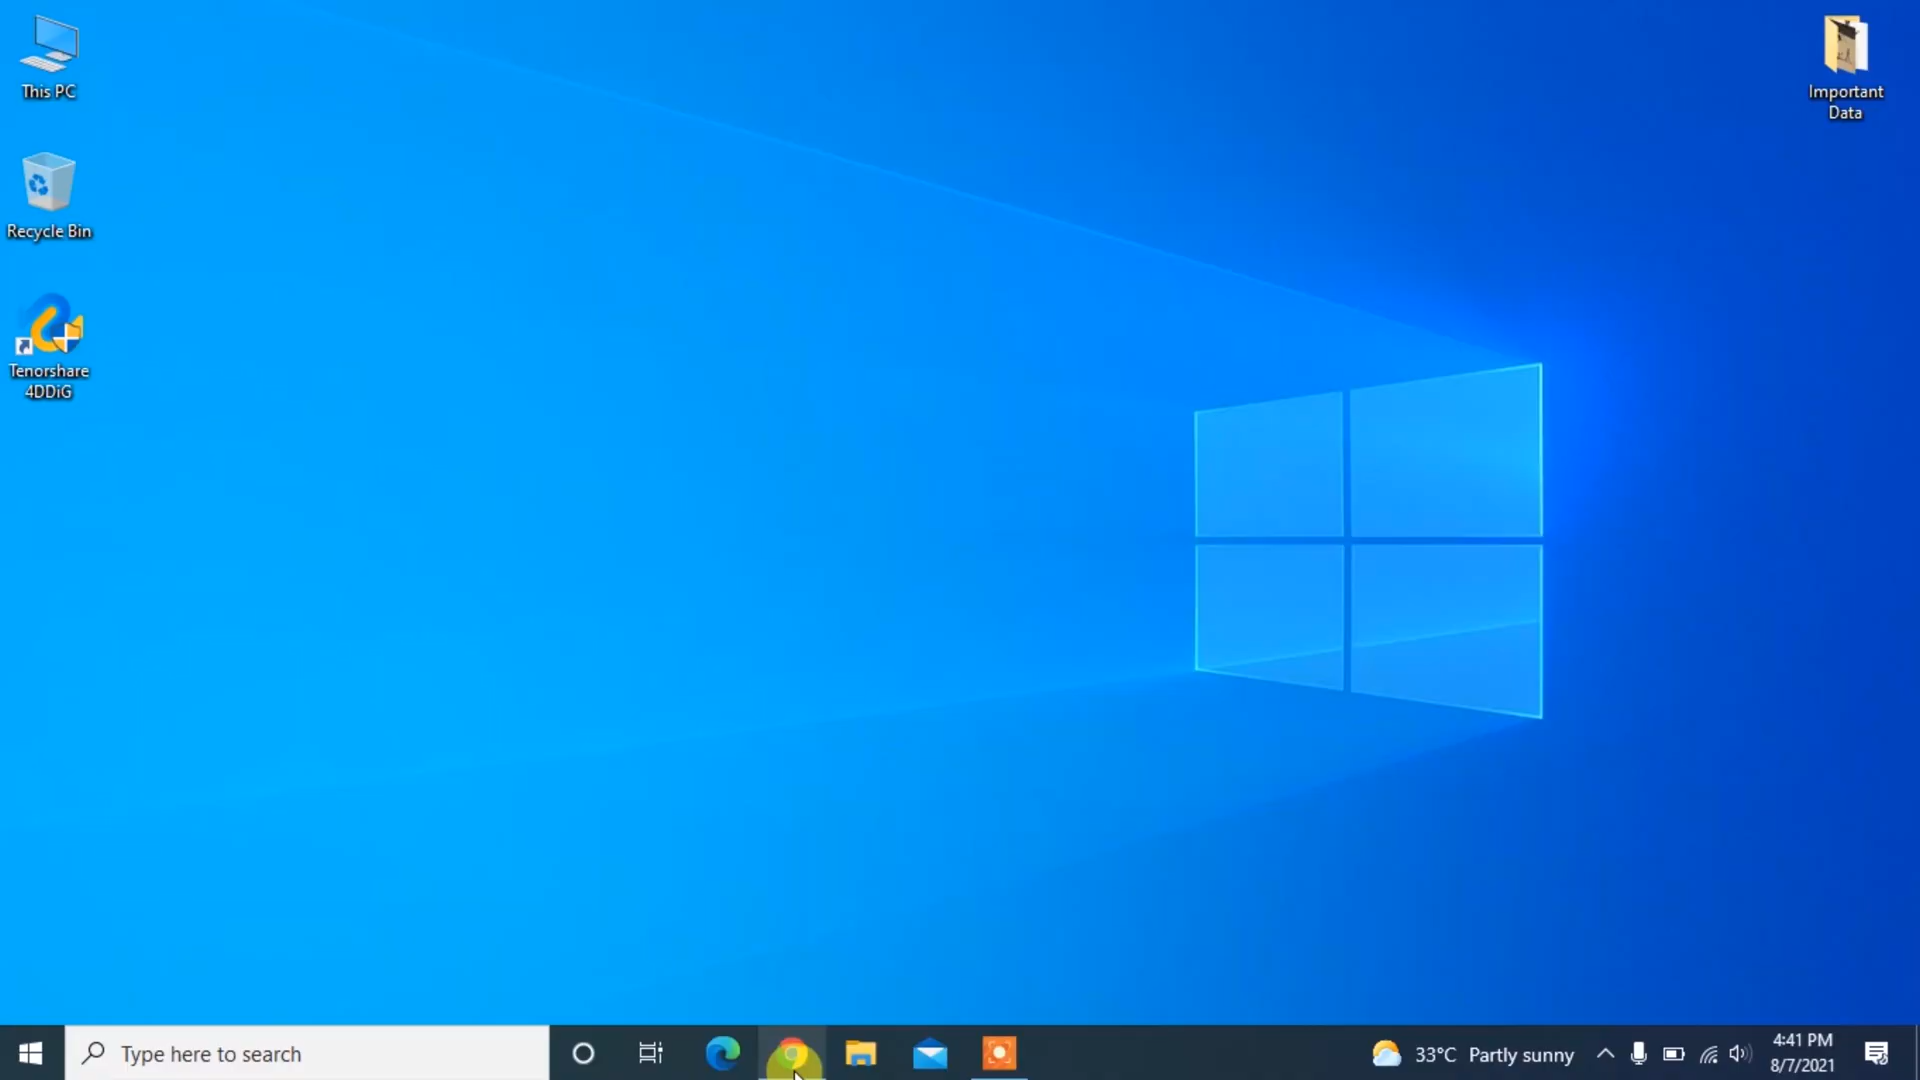 This PC
Important
Data
Recycle Bin
Tenorshare
4DDiG
Type here to search
33°C Partly sunny
4:41 PM
8/7/2021